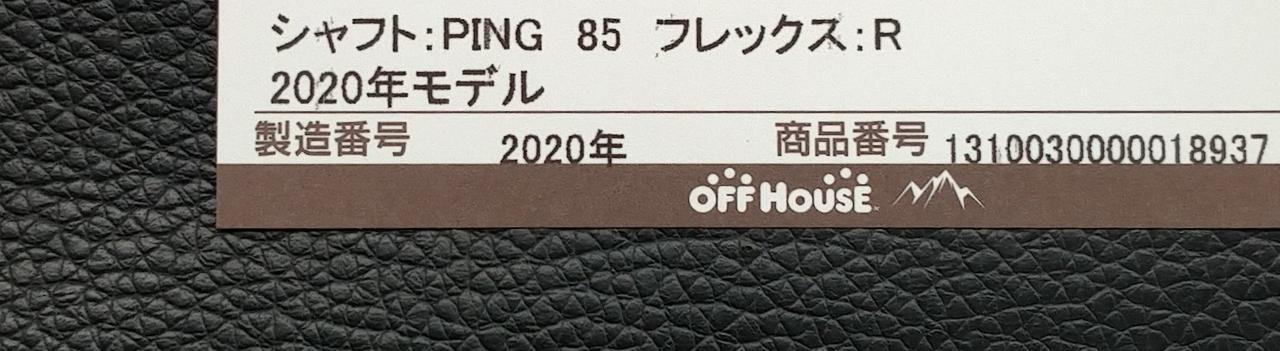 シャフト：PING 85 フレックス：R
2020年モデル
製造番号 2020年 商品番号 1310030000018937
OFF HOUSE